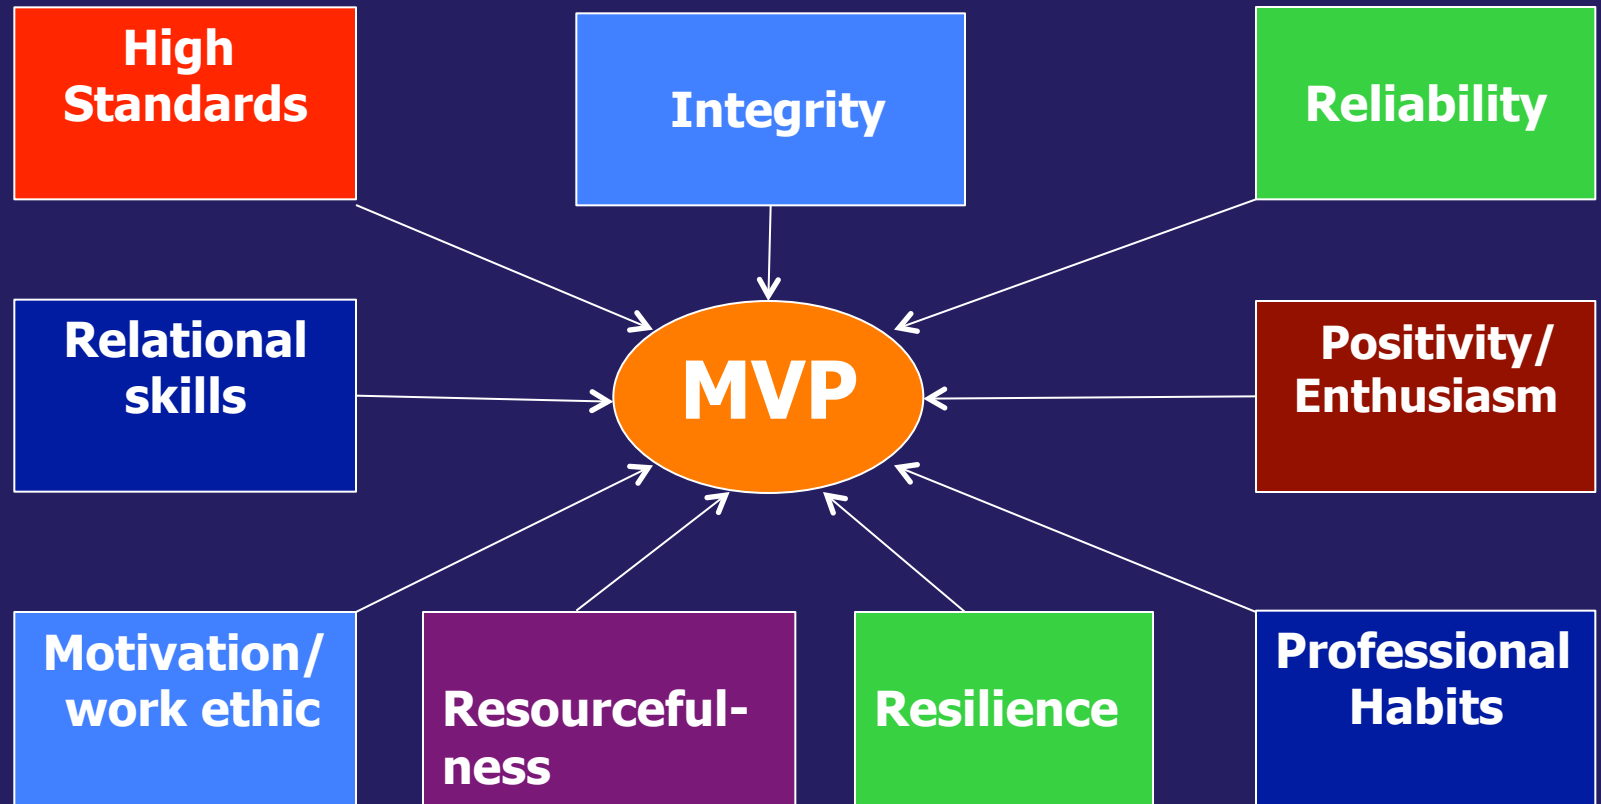 High
Standards
Integrity
Reliability
Relational
skills
MVP
Positivity/
Enthusiasm
Motivation/
work ethic
Resourceful-
ness
Resilience
Professional
Habits